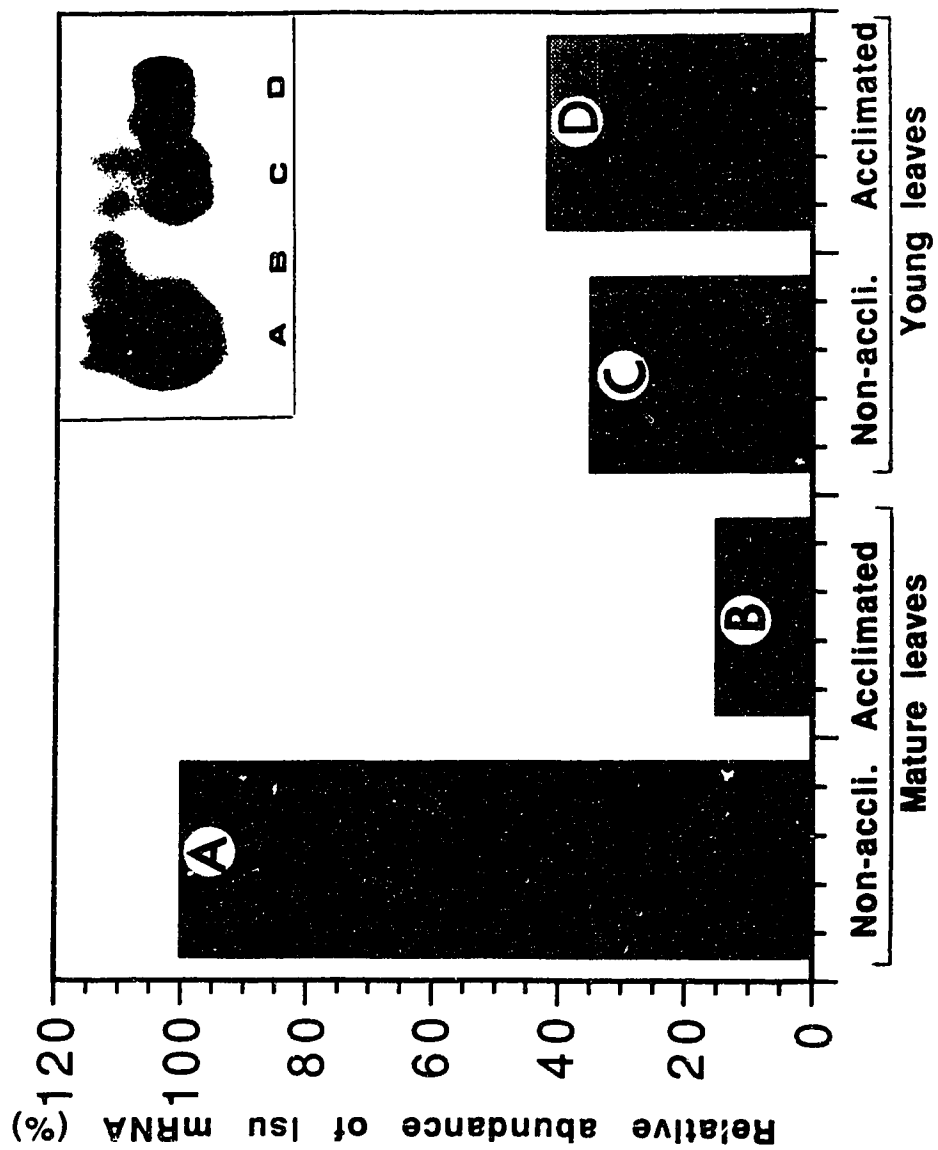 Relative abundance of lsu mRNA (%)
120
100
80
60
40
20
0
A B C D
A
B
C
D
Non-accli. Acclimated Non-accli. Acclimated
Mature leaves Young leaves